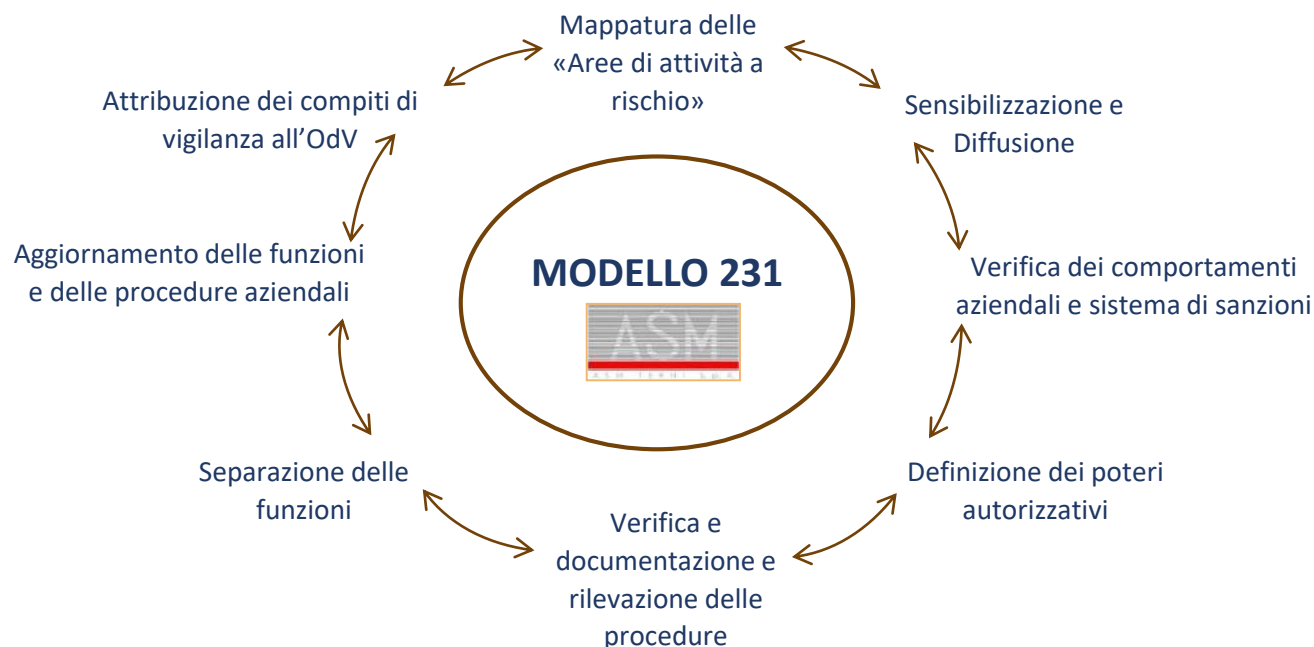 Mappatura delle
«Aree di attività a
rischio»
Sensibilizzazione e
Diffusione
Verifica dei comportamenti
aziendali e sistema di sanzioni
Definizione dei poteri
autorizzativi
Verifica e
documentazione e
rilevazione delle
procedure
Separazione delle
funzioni
Aggiornamento delle funzioni
e delle procedure aziendali
Attribuzione dei compiti di
vigilanza all’OdV
MODELLO 231
ASM
ASM TERNI S.p.A.